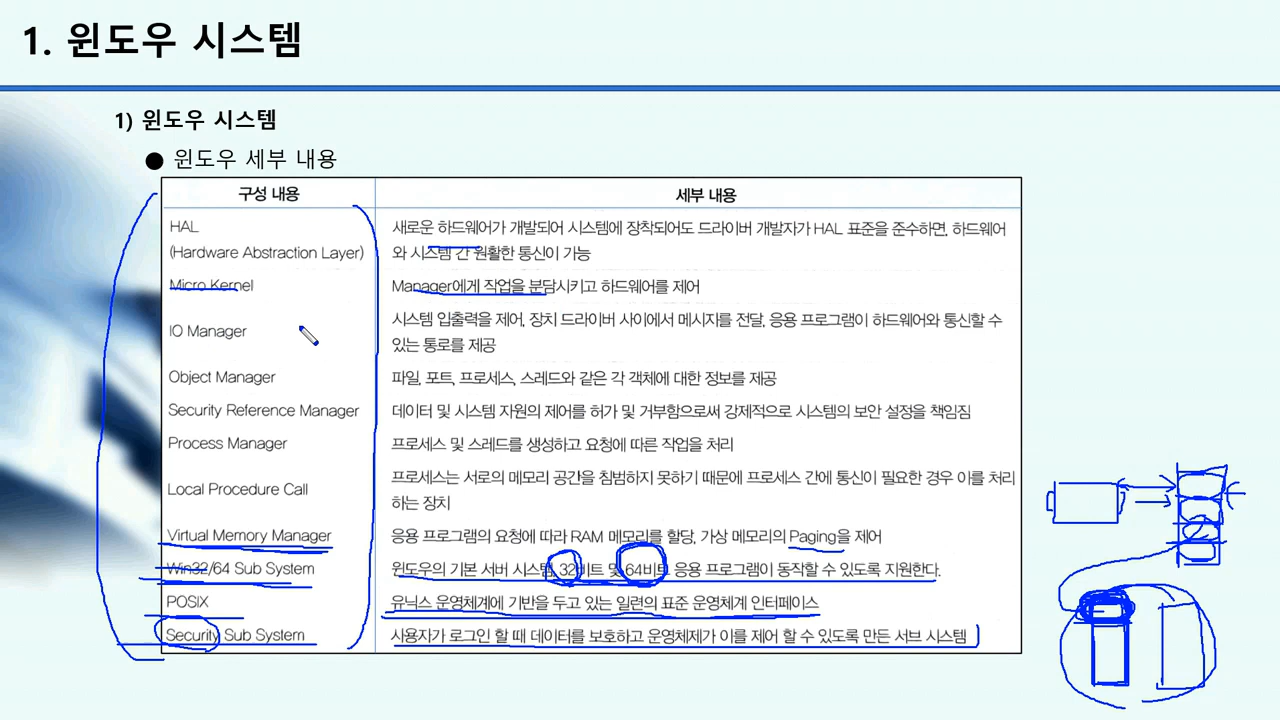 1. 윈도우 시스템
1) 윈도우 시스템
● 윈도우 세부 내용
구성 내용 세부 내용
HAL
(Hardware Abstraction Layer)
새로운 하드웨어가 개발되어 시스템에 장착되어도 드라이버 개발자가 HAL 표준을 준수하면, 하드웨어
와 시스템 간 원활한 통신이 가능
Micro Kernel Manager에게 작업을 분담시키고 하드웨어를 제어
IO Manager
시스템 입출력을 제어, 장치 드라이버 사이에서 메시지를 전달, 응용 프로그램이 하드웨어와 통신할 수
있는 통로를 제공
Object Manager 파일, 포트, 프로세스, 스레드와 같은 각 객체에 대한 정보를 제공
Security Reference Manager 데이터 및 시스템 자원의 제어를 허가 및 거부함으로써 강제적으로 시스템의 보안 설정을 책임짐
Process Manager 프로세스 및 스레드를 생성하고 요청에 따른 작업을 처리
Local Procedure Call
프로세스는 서로의 메모리 공간을 침범하지 못하기 때문에 프로세스 간에 통신이 필요한 경우 이를 처리
하는 장치
Virtual Memory Manager 응용 프로그램의 요청에 따라 RAM 메모리를 할당, 가상 메모리의 Paging을 제어
Win32/64 Sub System 윈도우의 기본 서버 시스템, 32비트 및 64비트 응용 프로그램이 동작할 수 있도록 지원한다.
POSIX 유닉스 운영체계에 기반을 두고 있는 일련의 표준 운영체계 인터페이스
Security Sub System 사용자가 로그인 할 때 데이터를 보호하고 운영체제가 이를 제어 할 수 있도록 만든 서브 시스템